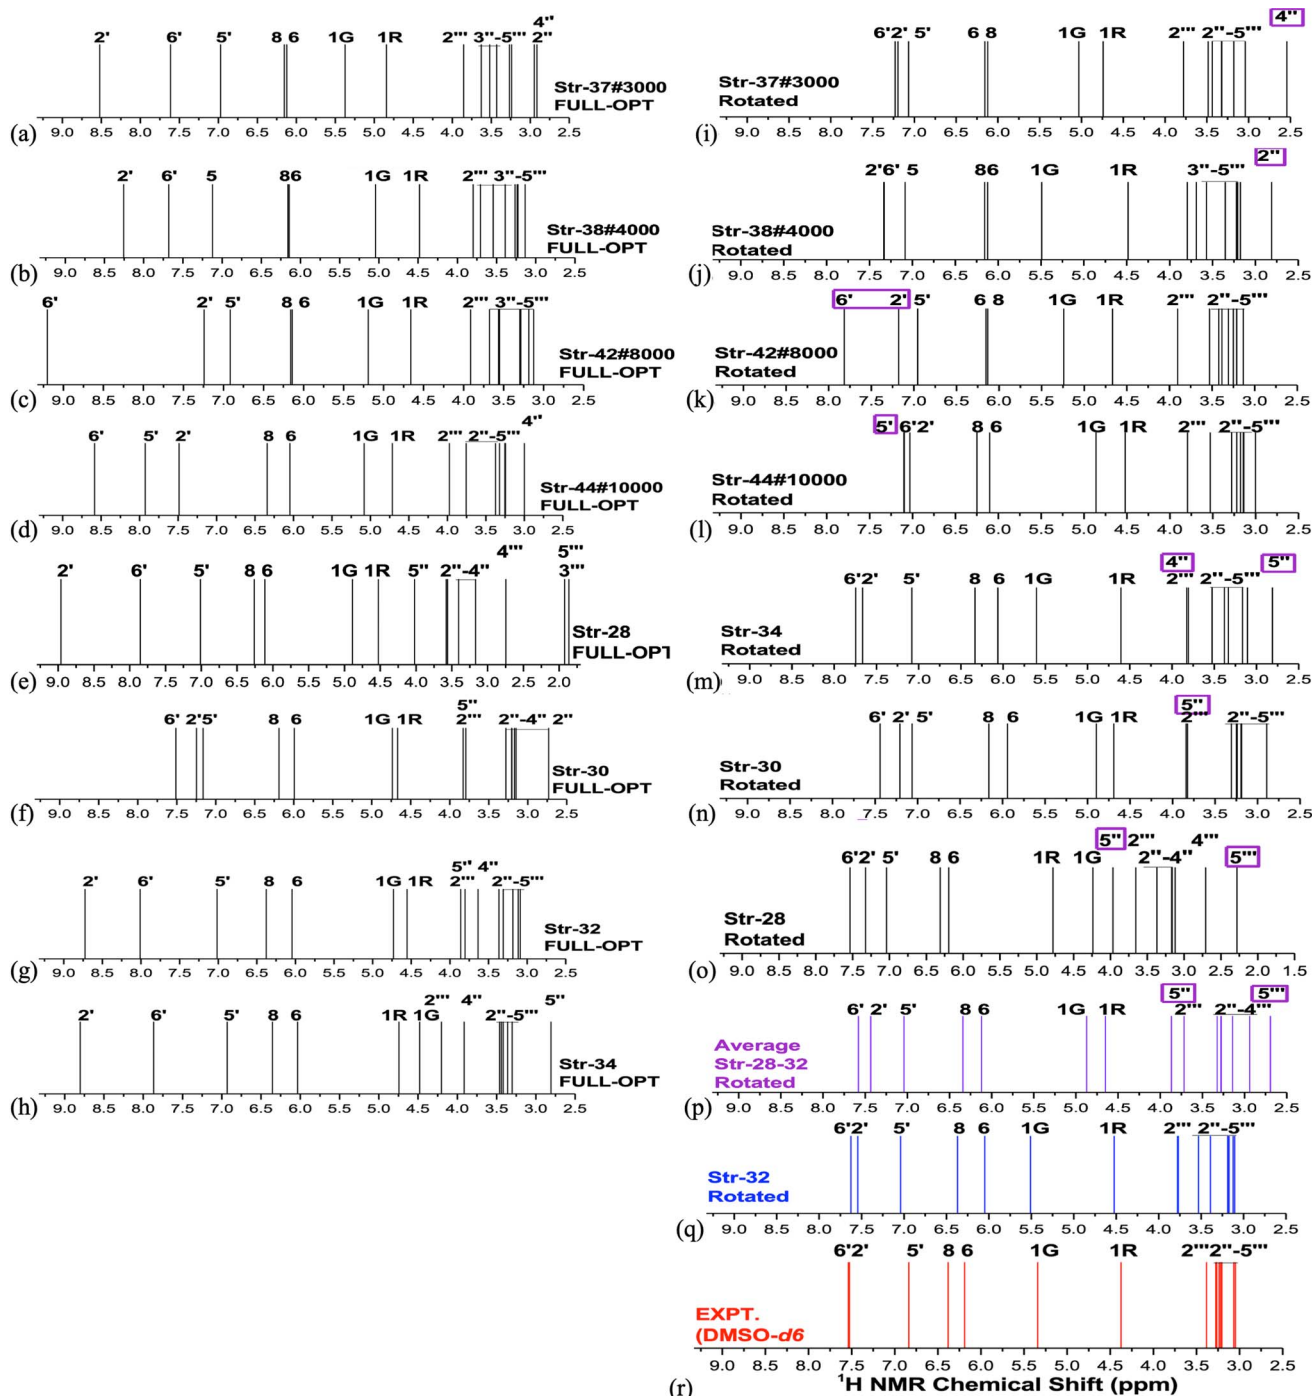 4"
2' 6' 5' 8 6 1G 1R 2''' 3''-5''' 2''
Str-37#3000
FULL-OPT
(a) 9.0 8.5 8.0 7.5 7.0 6.5 6.0 5.5 5.0 4.5 4.0 3.5 3.0 2.5
2' 6' 5 86 1G 1R 2''' 3''-5'''
Str-38#4000
FULL-OPT
(b) 9.0 8.5 8.0 7.5 7.0 6.5 6.0 5.5 5.0 4.5 4.0 3.5 3.0 2.5
6' 2' 5' 8 6 1G 1R 2''' 3''-5'''
Str-42#8000
FULL-OPT
(c) 9.0 8.5 8.0 7.5 7.0 6.5 6.0 5.5 5.0 4.5 4.0 3.5 3.0 2.5
4''
6' 5' 2' 8 6 1G 1R 2''' 2''-5'''
Str-44#10000
FULL-OPT
(d) 9.0 8.5 8.0 7.5 7.0 6.5 6.0 5.5 5.0 4.5 4.0 3.5 3.0 2.5
4''' 5'''
2' 6' 5' 8 6 1G 1R 5'' 2''-4'' 3'''
Str-28
FULL-OPT
(e) 9.0 8.5 8.0 7.5 7.0 6.5 6.0 5.5 5.0 4.5 4.0 3.5 3.0 2.5 2.0
5''
6' 2' 5' 8 6 1G 1R 2''' 2''-4'' 2''
Str-30
FULL-OPT
(f) 9.0 8.5 8.0 7.5 7.0 6.5 6.0 5.5 5.0 4.5 4.0 3.5 3.0 2.5
5'' 4''
2' 6' 5' 8 6 1G 1R 2''' 2''-5'''
Str-32
FULL-OPT
(g) 9.0 8.5 8.0 7.5 7.0 6.5 6.0 5.5 5.0 4.5 4.0 3.5 3.0 2.5
2''' 4'' 5''
2' 6' 5' 8 6 1R 1G 2''-5'''
Str-34
FULL-OPT
(h) 9.0 8.5 8.0 7.5 7.0 6.5 6.0 5.5 5.0 4.5 4.0 3.5 3.0 2.5
4''
6'2' 5' 6 8 1G 1R 2''' 2''-5'''
Str-37#3000
Rotated
(i) 9.0 8.5 8.0 7.5 7.0 6.5 6.0 5.5 5.0 4.5 4.0 3.5 3.0 2.5
2''
2'6' 5 86 1G 1R 3''-5'''
Str-38#4000
Rotated
(j) 9.0 8.5 8.0 7.5 7.0 6.5 6.0 5.5 5.0 4.5 4.0 3.5 3.0 2.5
6' 2' 5' 6 8 1G 1R 2''' 2''-5'''
Str-42#8000
Rotated
(k) 9.0 8.5 8.0 7.5 7.0 6.5 6.0 5.5 5.0 4.5 4.0 3.5 3.0 2.5
5' 6'2' 8 6 1G 1R 2''' 2''-5'''
Str-44#10000
Rotated
(l) 9.0 8.5 8.0 7.5 7.0 6.5 6.0 5.5 5.0 4.5 4.0 3.5 3.0 2.5
4'' 5''
6'2' 5' 8 6 1G 1R 2''' 2''-5'''
Str-34
Rotated
(m) 9.0 8.5 8.0 7.5 7.0 6.5 6.0 5.5 5.0 4.5 4.0 3.5 3.0 2.5
5''
6' 2' 5' 8 6 1G 1R 2''' 2''-5'''
Str-30
Rotated
(n) 9.0 8.5 8.0 7.5 7.0 6.5 6.0 5.5 5.0 4.5 4.0 3.5 3.0 2.5
5'' 2''' 4'''
6'2' 5' 8 6 1R 1G 2''-4'' 5'''
Str-28
Rotated
(o) 9.0 8.5 8.0 7.5 7.0 6.5 6.0 5.5 5.0 4.5 4.0 3.5 3.0 2.5 2.0 1.5
5'' 5'''
6' 2' 5' 8 6 1G 1R 2''' 2''-4'''
Average
Str-28-32
Rotated
(p) 9.0 8.5 8.0 7.5 7.0 6.5 6.0 5.5 5.0 4.5 4.0 3.5 3.0 2.5
6'2' 5' 8 6 1G 1R 2''' 2''-5'''
Str-32
Rotated
(q) 9.0 8.5 8.0 7.5 7.0 6.5 6.0 5.5 5.0 4.5 4.0 3.5 3.0 2.5
6'2' 5' 8 6 1G 1R 2''' 2''-5'''
EXPT.
(DMSO-d6
9.0 8.5 8.0 7.5 7.0 6.5 6.0 5.5 5.0 4.5 4.0 3.5 3.0 2.5
(r) ¹H NMR Chemical Shift (ppm)